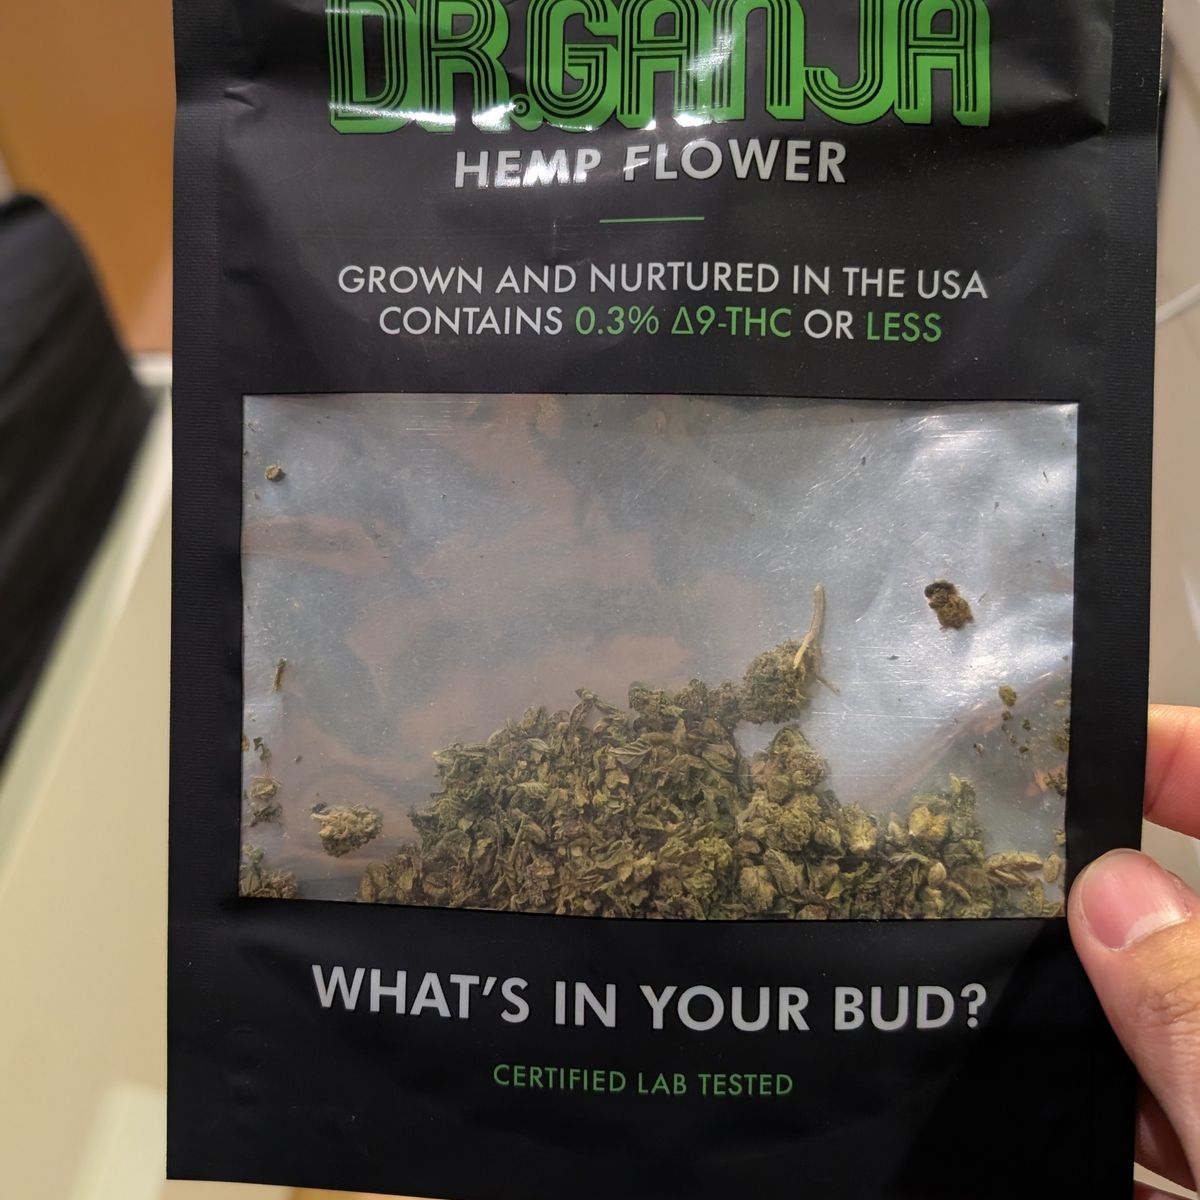 DR.GANJA
HEMP FLOWER
GROWN AND NURTURED IN THE USA
CONTAINS 0.3% Δ9-THC OR LESS
WHAT'S IN YOUR BUD?
CERTIFIED LAB TESTED